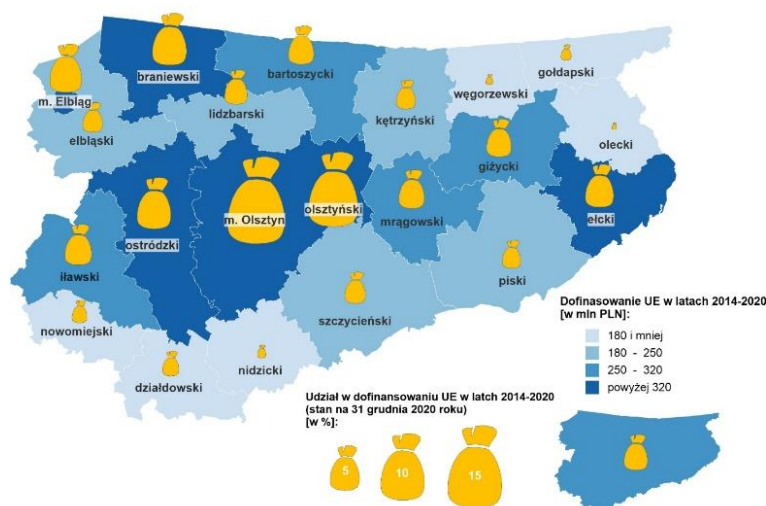 braniewski
bartoszycki
gołdapski
węgorzewski
m. Elbląg
lidzbarski
kętrzyński
elbląski
olecki
giżycki
m. Olsztyn
olsztyński
mrągowski
ełcki
ostródzki
iławski
piski
szczycieński
nowomiejski
nidzicki
działdowski
Dofinasowanie UE w latach 2014-2020
[w mln PLN]:
180 i mniej
180 - 250
250 - 320
powyżej 320
Udział w dofinansowaniu UE w latch 2014-2020
(stan na 31 grudnia 2020 roku)
[w %]:
5
10
15